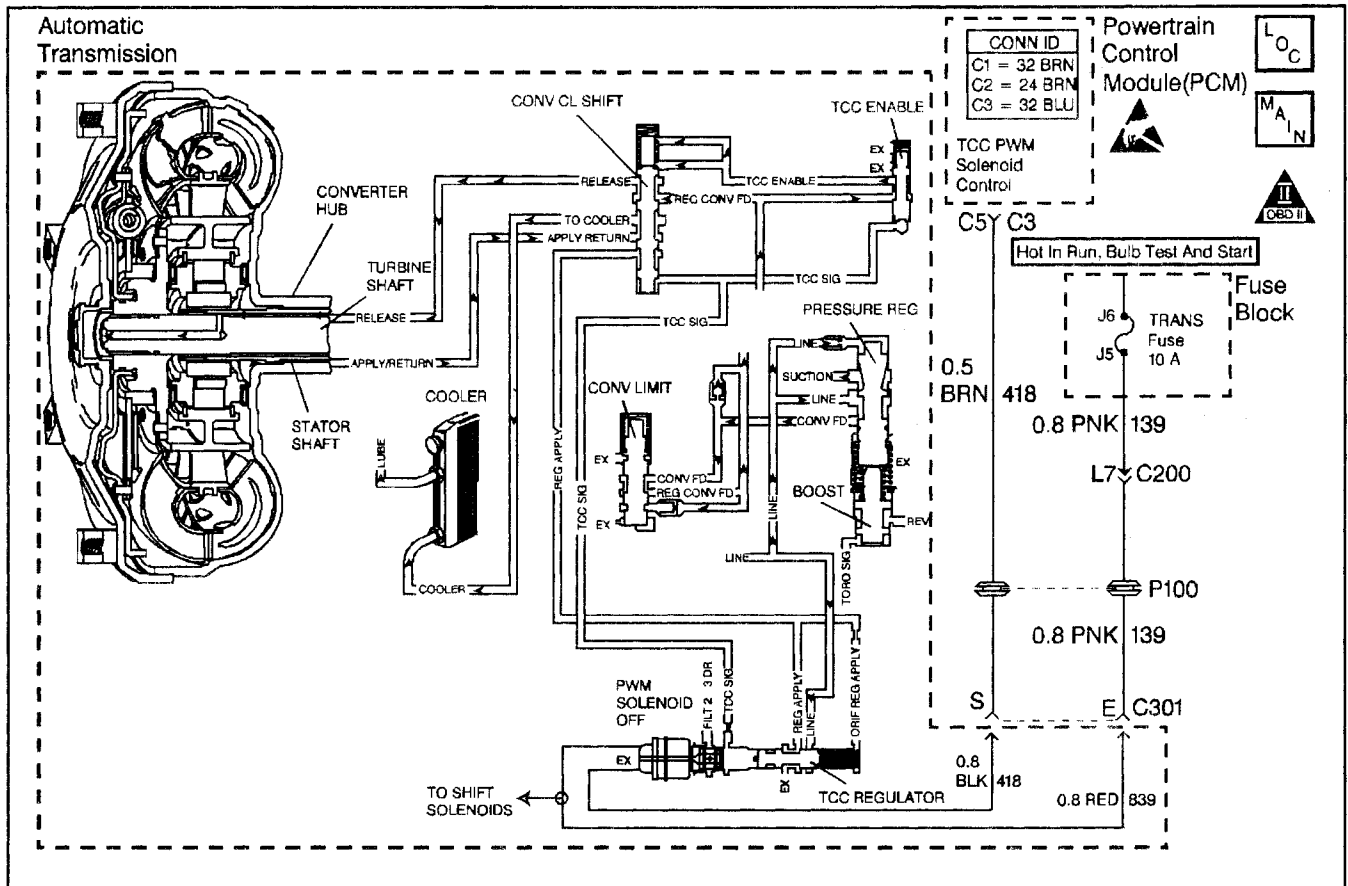 Automatic
Transmission
CONV CL SHIFT
TCC ENABLE
CONN ID
C1 = 32 BRN
C2 = 24 BRN
C3 = 32 BLU
TCC PWM
Solenoid
Control
Powertrain
Control
Module(PCM)
LOC
MAIN
II
OBD II
EX
EX
RELEASE
TCC ENABLE
REG CONV FD
TO COOLER
APPLY RETURN
CONVERTER
HUB
TURBINE
SHAFT
RELEASE
APPLY/RETURN
STATOR
SHAFT
TCC SIG
TCC SIG
C5 C3
Hot In Run, Bulb Test And Start
Fuse
Block
J6
J5
TRANS
Fuse
10 A
PRESSURE REG
LINE
SUCTION
LINE
CONV FD
EX
BOOST
REV
TORQ SIG
COOLER
LUBE
COOLER
CONV LIMIT
EX
CONV FD
REG CONV FD
EX
REG APPLY
TCC SIG
LINE
LINE
0.5
BRN 418
0.8 PNK 139
L7 C200
P100
0.8 PNK 139
S
E C301
0.8
BLK 418
0.8 RED 839
PWM
SOLENOID
OFF
FILT 2 3 DR
TCC SIG
REG APPLY
LINE
ORIF REG APPLY
EX
EX
TCC REGULATOR
TO SHIFT
SOLENOIDS